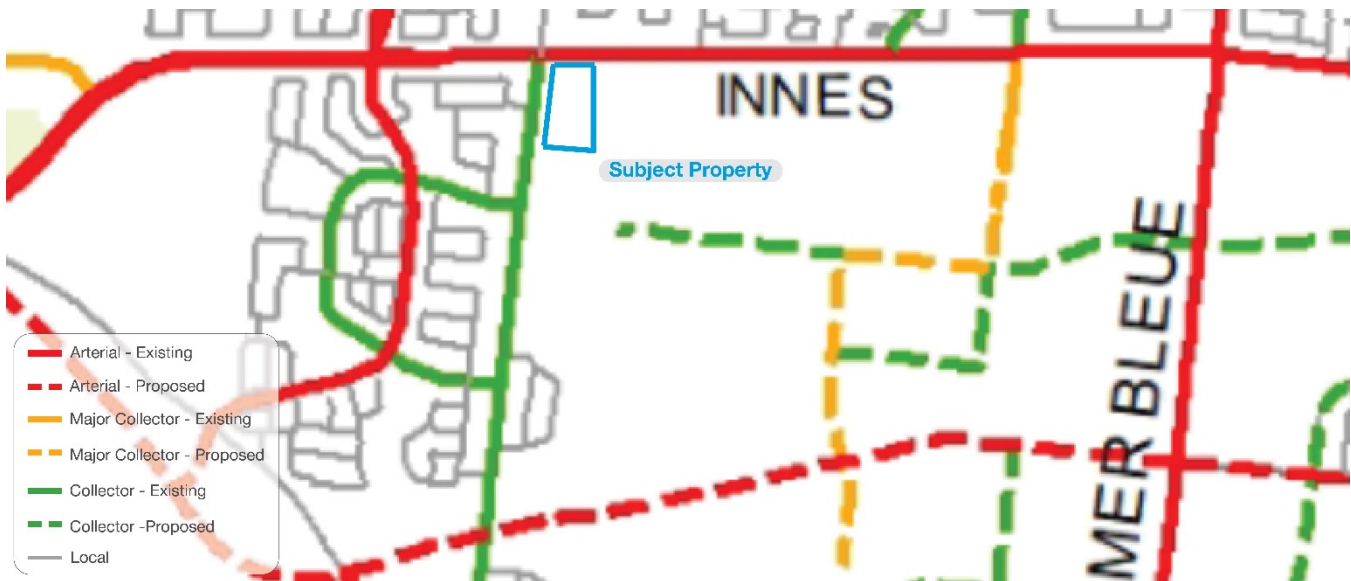 INNES
Subject Property
MER BLEUE
Arterial - Existing
Arterial - Proposed
Major Collector - Existing
Major Collector - Proposed
Collector - Existing
Collector -Proposed
Local